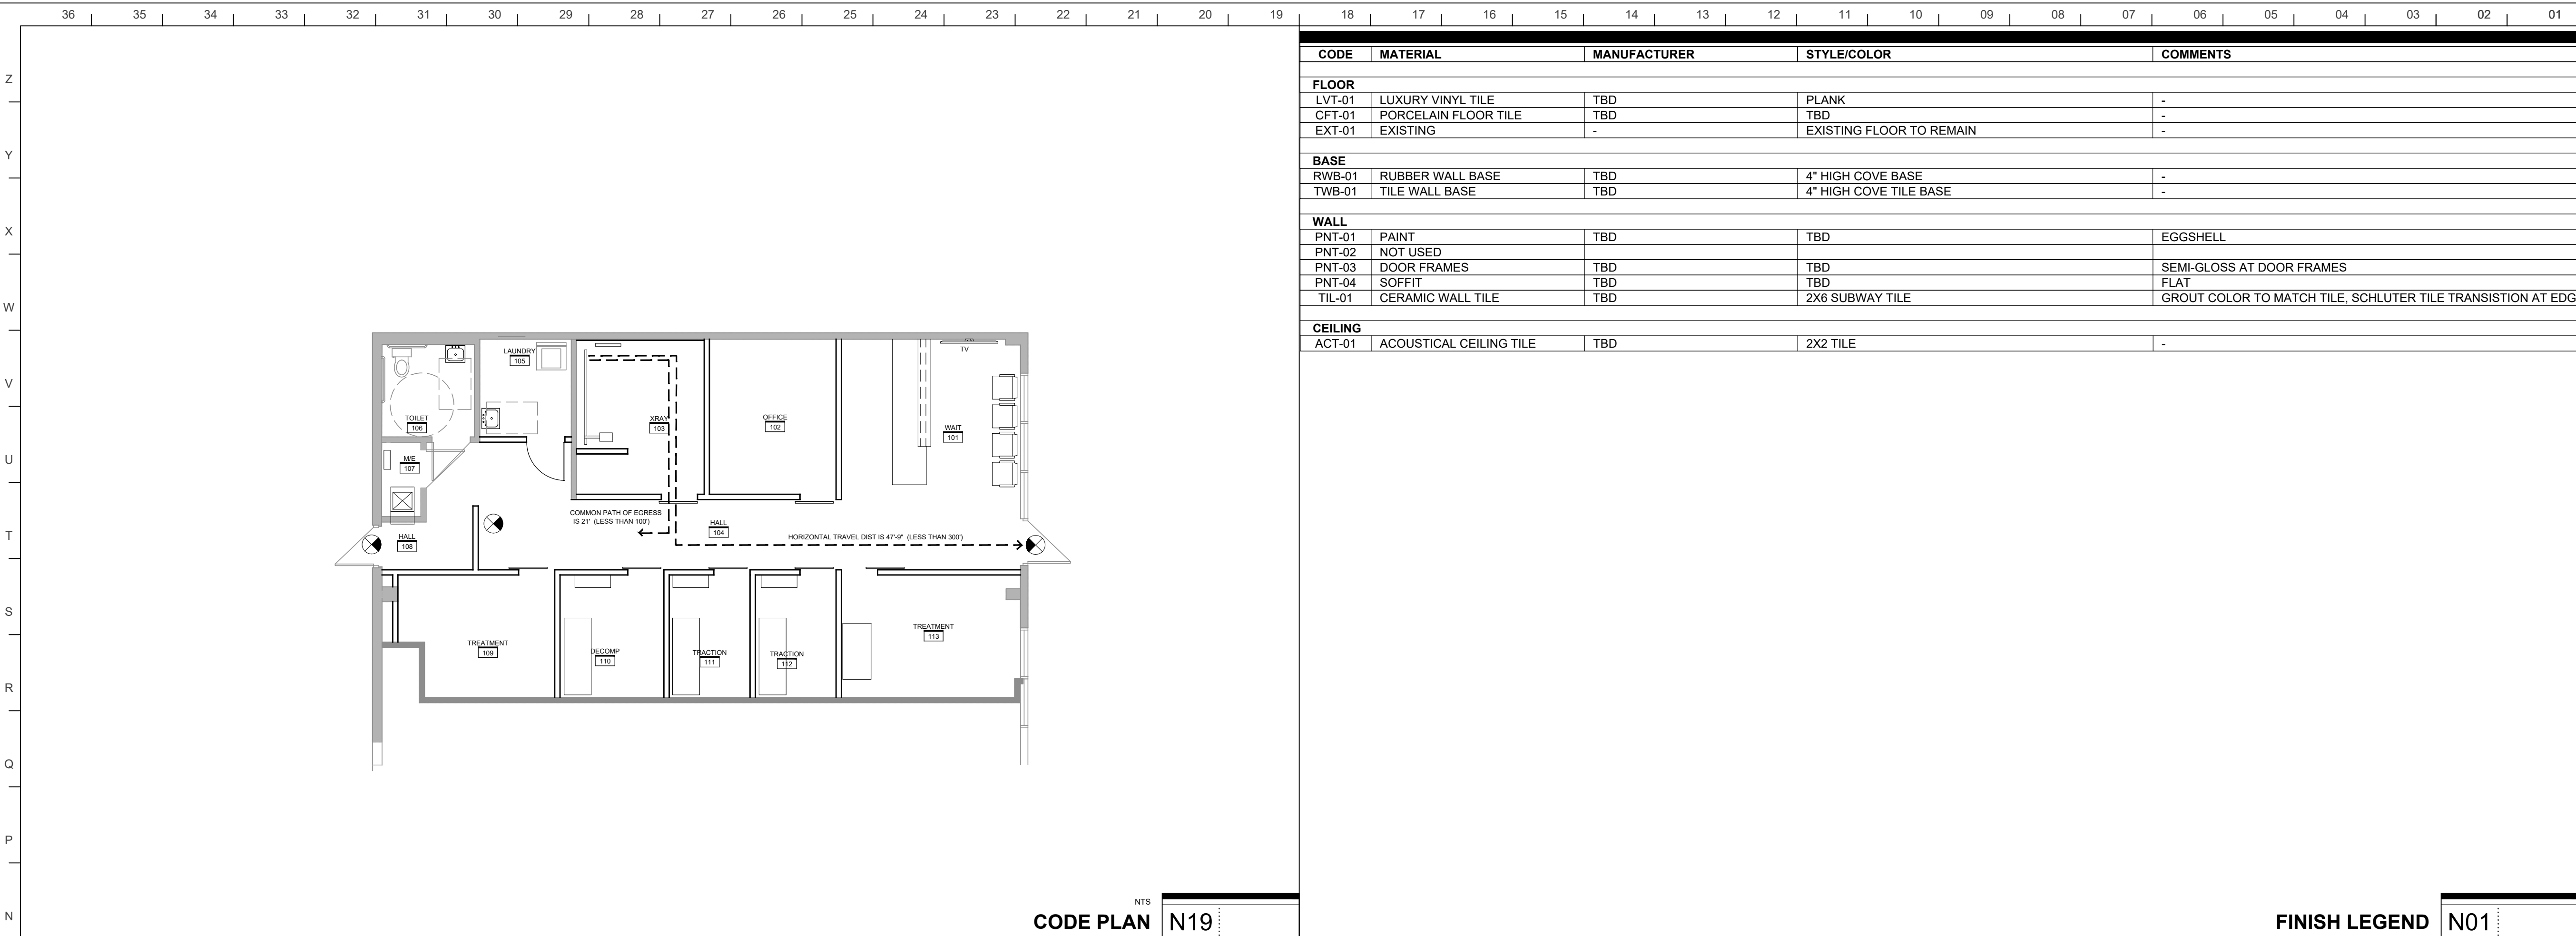 36 35 34 33 32 31 30 29 28 27 26 25 24 23 22 21 20 19 18 17 16 15 14 13 12 11 10 09 08 07 06 05 04 03 02 01
Z
Y
X
W
V
U
T
S
R
Q
P
N
LAUNDRY
105
TV
TOILET
106
XRAY
103
OFFICE
102
WAIT
101
M/E
107
COMMON PATH OF EGRESS
IS 21' (LESS THAN 100')
HALL
104
HALL
108
HORIZONTAL TRAVEL DIST IS 47'-9" (LESS THAN 300')
TREATMENT
109
DECOMP
110
TRACTION
111
TRACTION
112
TREATMENT
113
NTS
CODE PLAN N19
CODE MATERIAL MANUFACTURER STYLE/COLOR COMMENTS
FLOOR
LVT-01 LUXURY VINYL TILE TBD PLANK -
CFT-01 PORCELAIN FLOOR TILE TBD TBD -
EXT-01 EXISTING - EXISTING FLOOR TO REMAIN -
BASE
RWB-01 RUBBER WALL BASE TBD 4" HIGH COVE BASE -
TWB-01 TILE WALL BASE TBD 4" HIGH COVE TILE BASE -
WALL
PNT-01 PAINT TBD TBD EGGSHELL
PNT-02 NOT USED
PNT-03 DOOR FRAMES TBD TBD SEMI-GLOSS AT DOOR FRAMES
PNT-04 SOFFIT TBD TBD FLAT
TIL-01 CERAMIC WALL TILE TBD 2X6 SUBWAY TILE GROUT COLOR TO MATCH TILE, SCHLUTER TILE TRANSISTION AT EDG
CEILING
ACT-01 ACOUSTICAL CEILING TILE TBD 2X2 TILE -
FINISH LEGEND N01